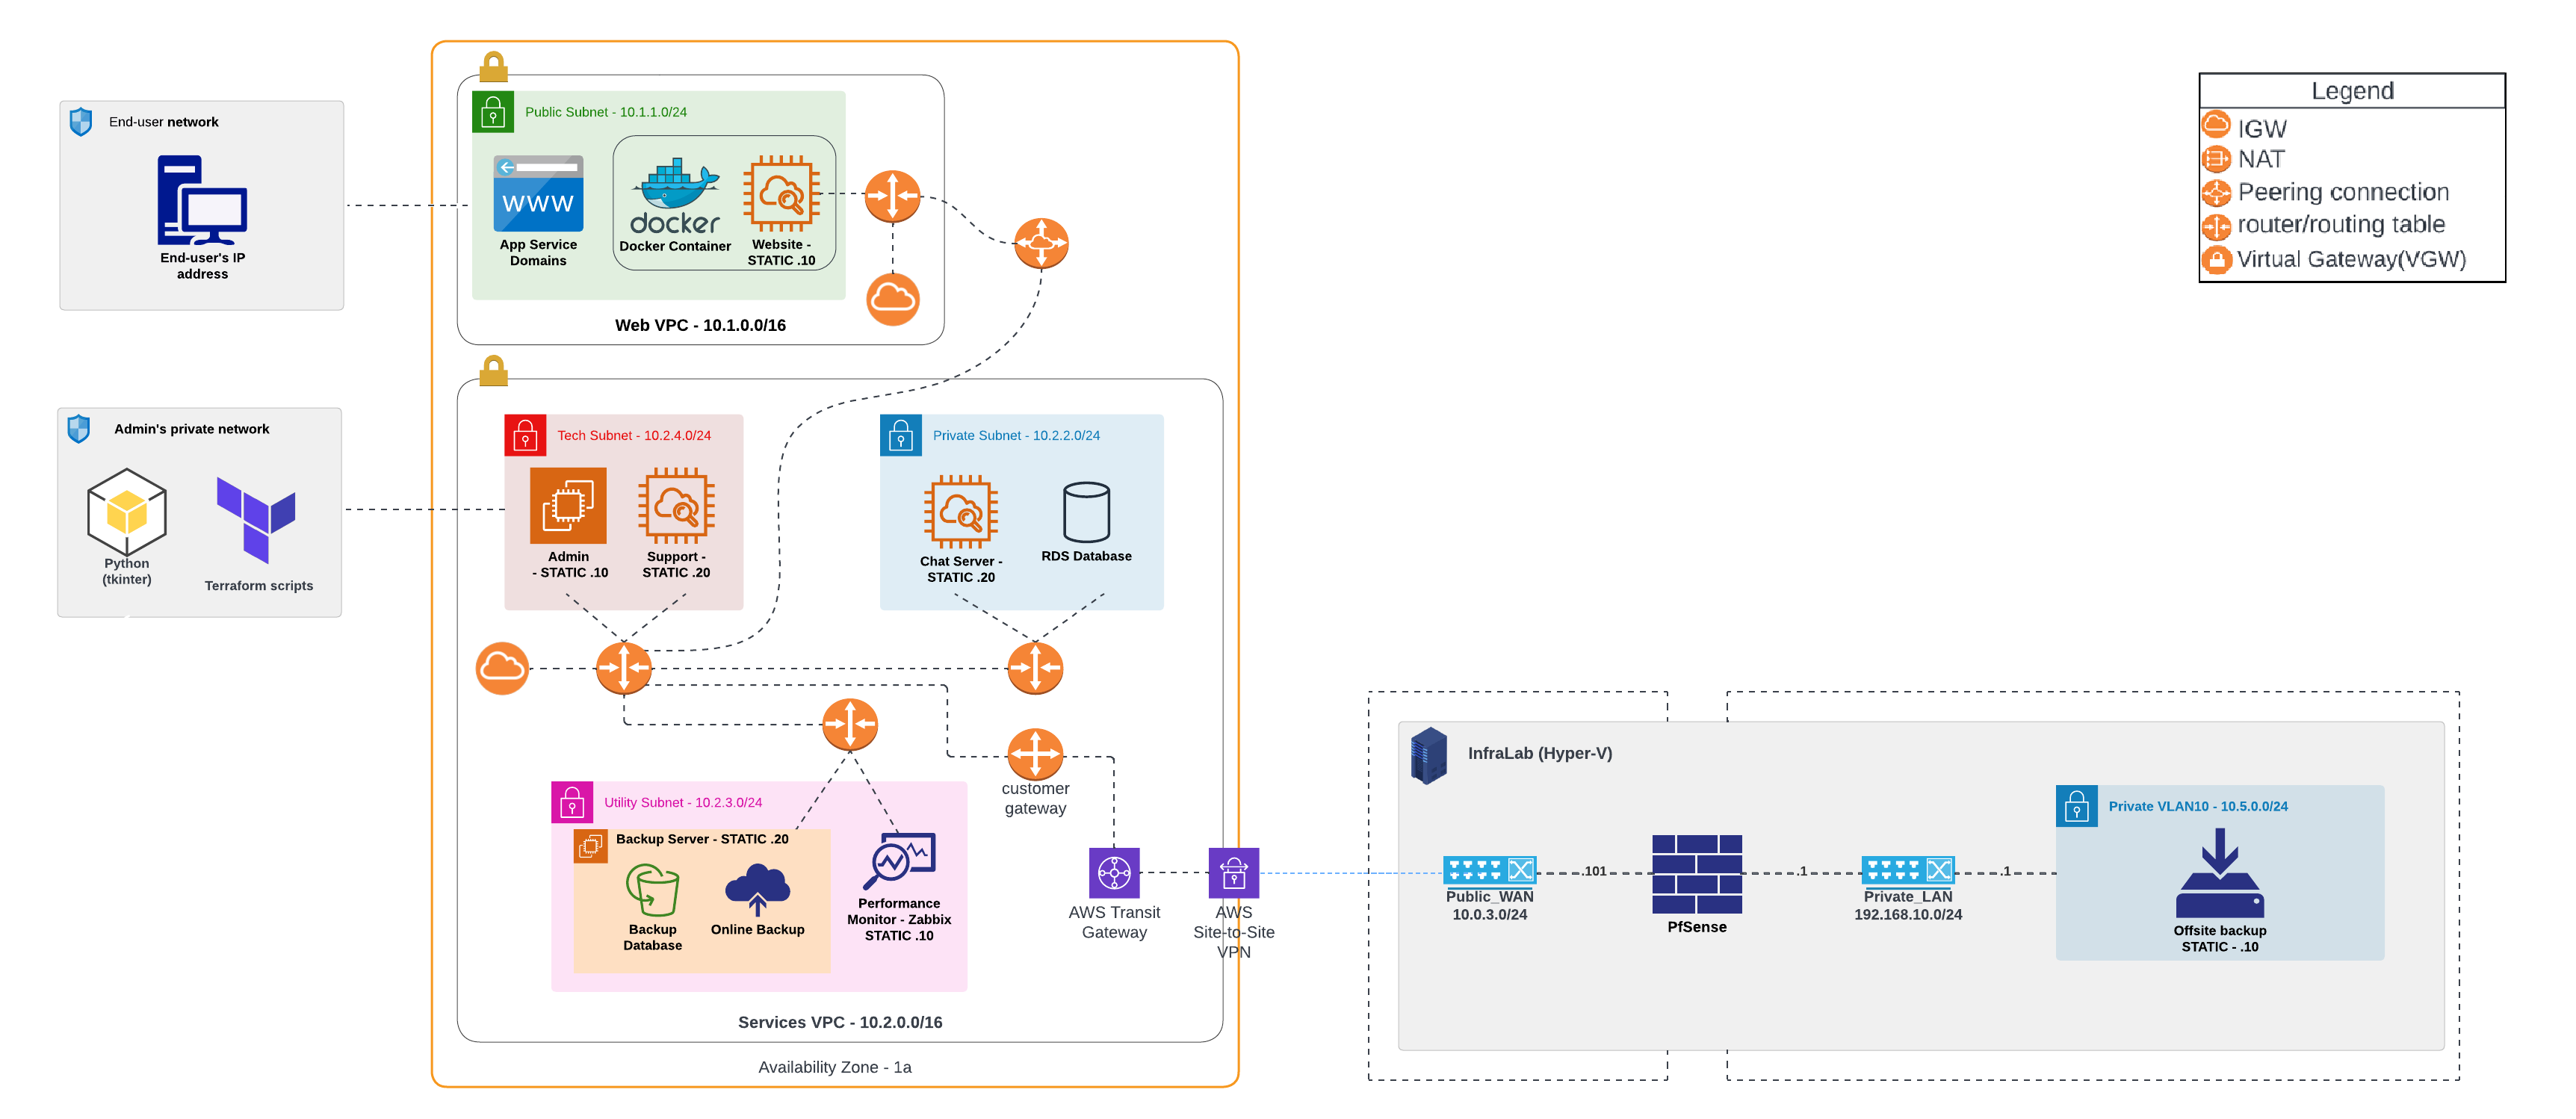 End-user network
End-user's IP
address
Admin's private network
Python
(tkinter)
Terraform scripts
Public Subnet - 10.1.1.0/24
WWW
App Service
Domains
docker
Docker Container
Website -
STATIC .10
Web VPC - 10.1.0.0/16
Tech Subnet - 10.2.4.0/24
Admin
- STATIC .10
Support -
STATIC .20
Private Subnet - 10.2.2.0/24
Chat Server -
STATIC .20
RDS Database
customer
gateway
Utility Subnet - 10.2.3.0/24
Backup Server - STATIC .20
Backup
Database
Online Backup
Performance
Monitor - Zabbix
STATIC .10
AWS Transit
Gateway
AWS
Site-to-Site
VPN
Services VPC - 10.2.0.0/16
Availability Zone - 1a
Legend
IGW
NAT
Peering connection
router/routing table
Virtual Gateway(VGW)
InfraLab (Hyper-V)
Public_WAN
10.0.3.0/24
.101
PfSense
.1
Private_LAN
192.168.10.0/24
.1
Private VLAN10 - 10.5.0.0/24
Offsite backup
STATIC - .10